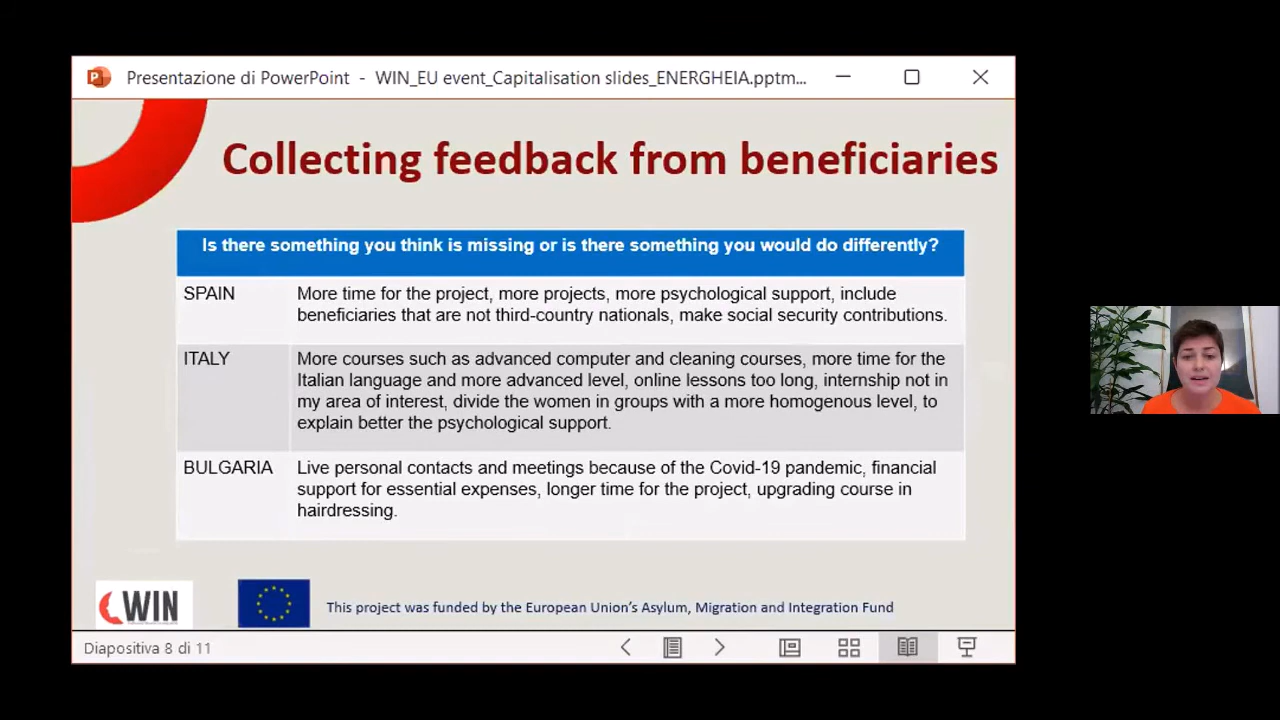 Presentazione di PowerPoint - WIN_EU event_Capitalisation slides_ENERGHEIA.pptm...
Collecting feedback from beneficiaries
Is there something you think is missing or is there something you would do differently?
SPAIN
More time for the project, more projects, more psychological support, include
beneficiaries that are not third-country nationals, make social security contributions.
ITALY
More courses such as advanced computer and cleaning courses, more time for the
Italian language and more advanced level, online lessons too long, internship not in
my area of interest, divide the women in groups with a more homogenous level, to
explain better the psychological support.
BULGARIA
Live personal contacts and meetings because of the Covid-19 pandemic, financial
support for essential expenses, longer time for the project, upgrading course in
hairdressing.
WIN
This project was funded by the European Union's Asylum, Migration and Integration Fund
Diapositiva 8 di 11